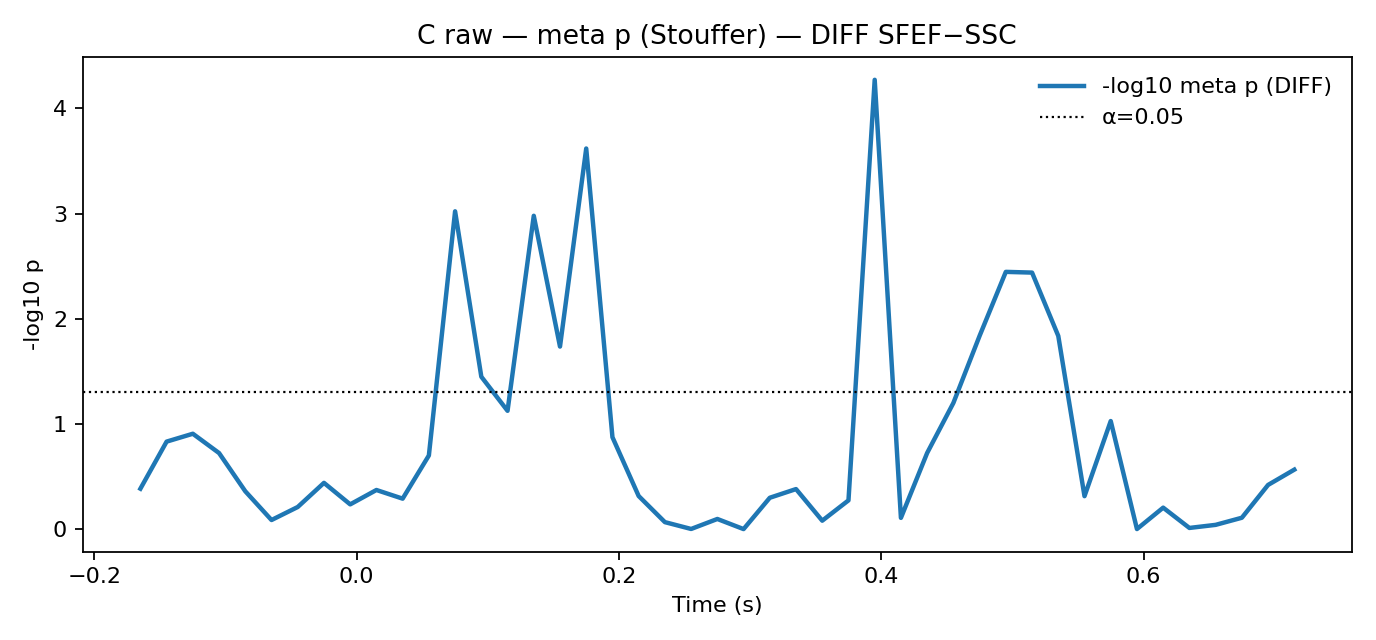 C raw — meta p (Stouffer) — DIFF SFEF−SSC
-log10 meta p (DIFF)
α=0.05
4
3
2
1
0
-log10 p
−0.2
0.0
0.2
0.4
0.6
Time (s)